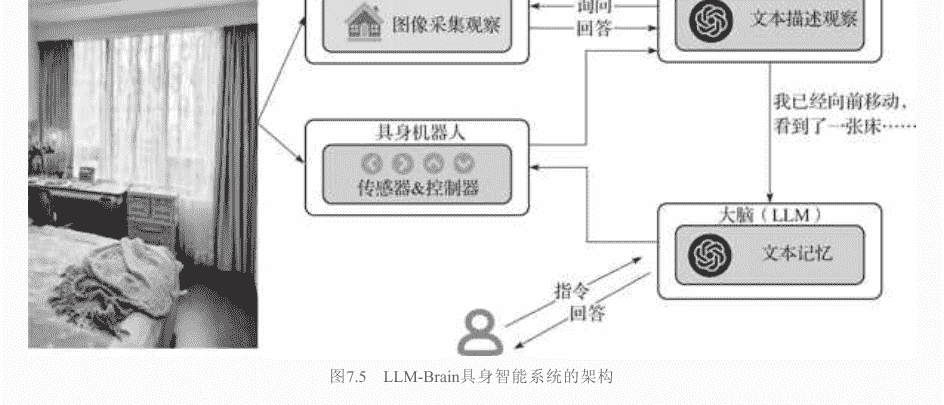 询问
图像采集观察
文本描述观察
回答
我已经向前移动，
看到了一张床……
具身机器人
传感器&控制器
大脑（LLM）
文本记忆
指令
回答
图7.5 LLM-Brain具身智能系统的架构